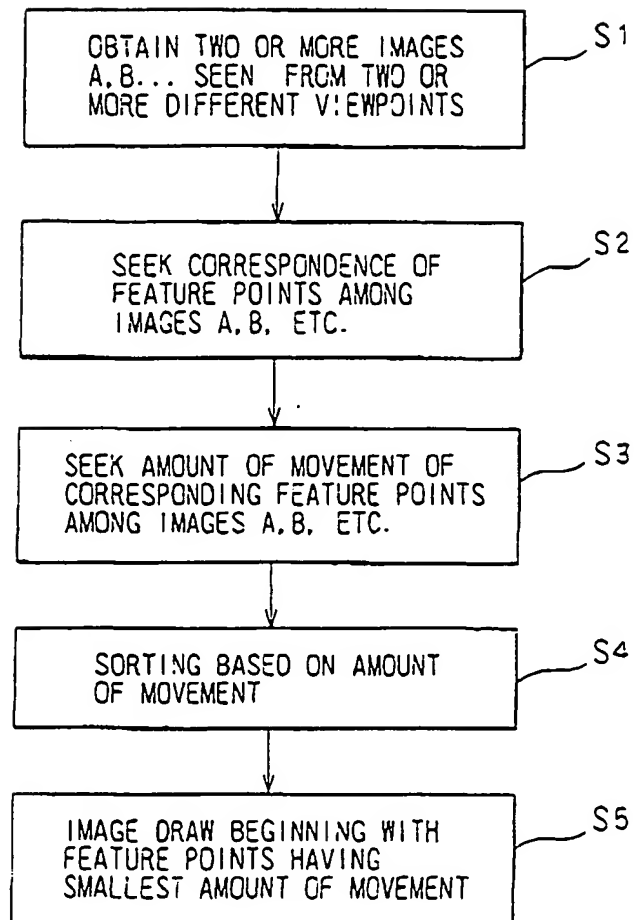 OBTAIN TWO OR MORE IMAGES
A,B... SEEN FROM TWO OR
MORE DIFFERENT VIEWPOINTS
S1
SEEK CORRESPONDENCE OF
FEATURE POINTS AMONG
IMAGES A,B, ETC.
S2
SEEK AMOUNT OF MOVEMENT OF
CORRESPONDING FEATURE POINTS
AMONG IMAGES A,B, ETC.
S3
SORTING BASED ON AMOUNT
OF MOVEMENT
S4
IMAGE DRAW BEGINNING WITH
FEATURE POINTS HAVING
SMALLEST AMOUNT OF MOVEMENT
S5